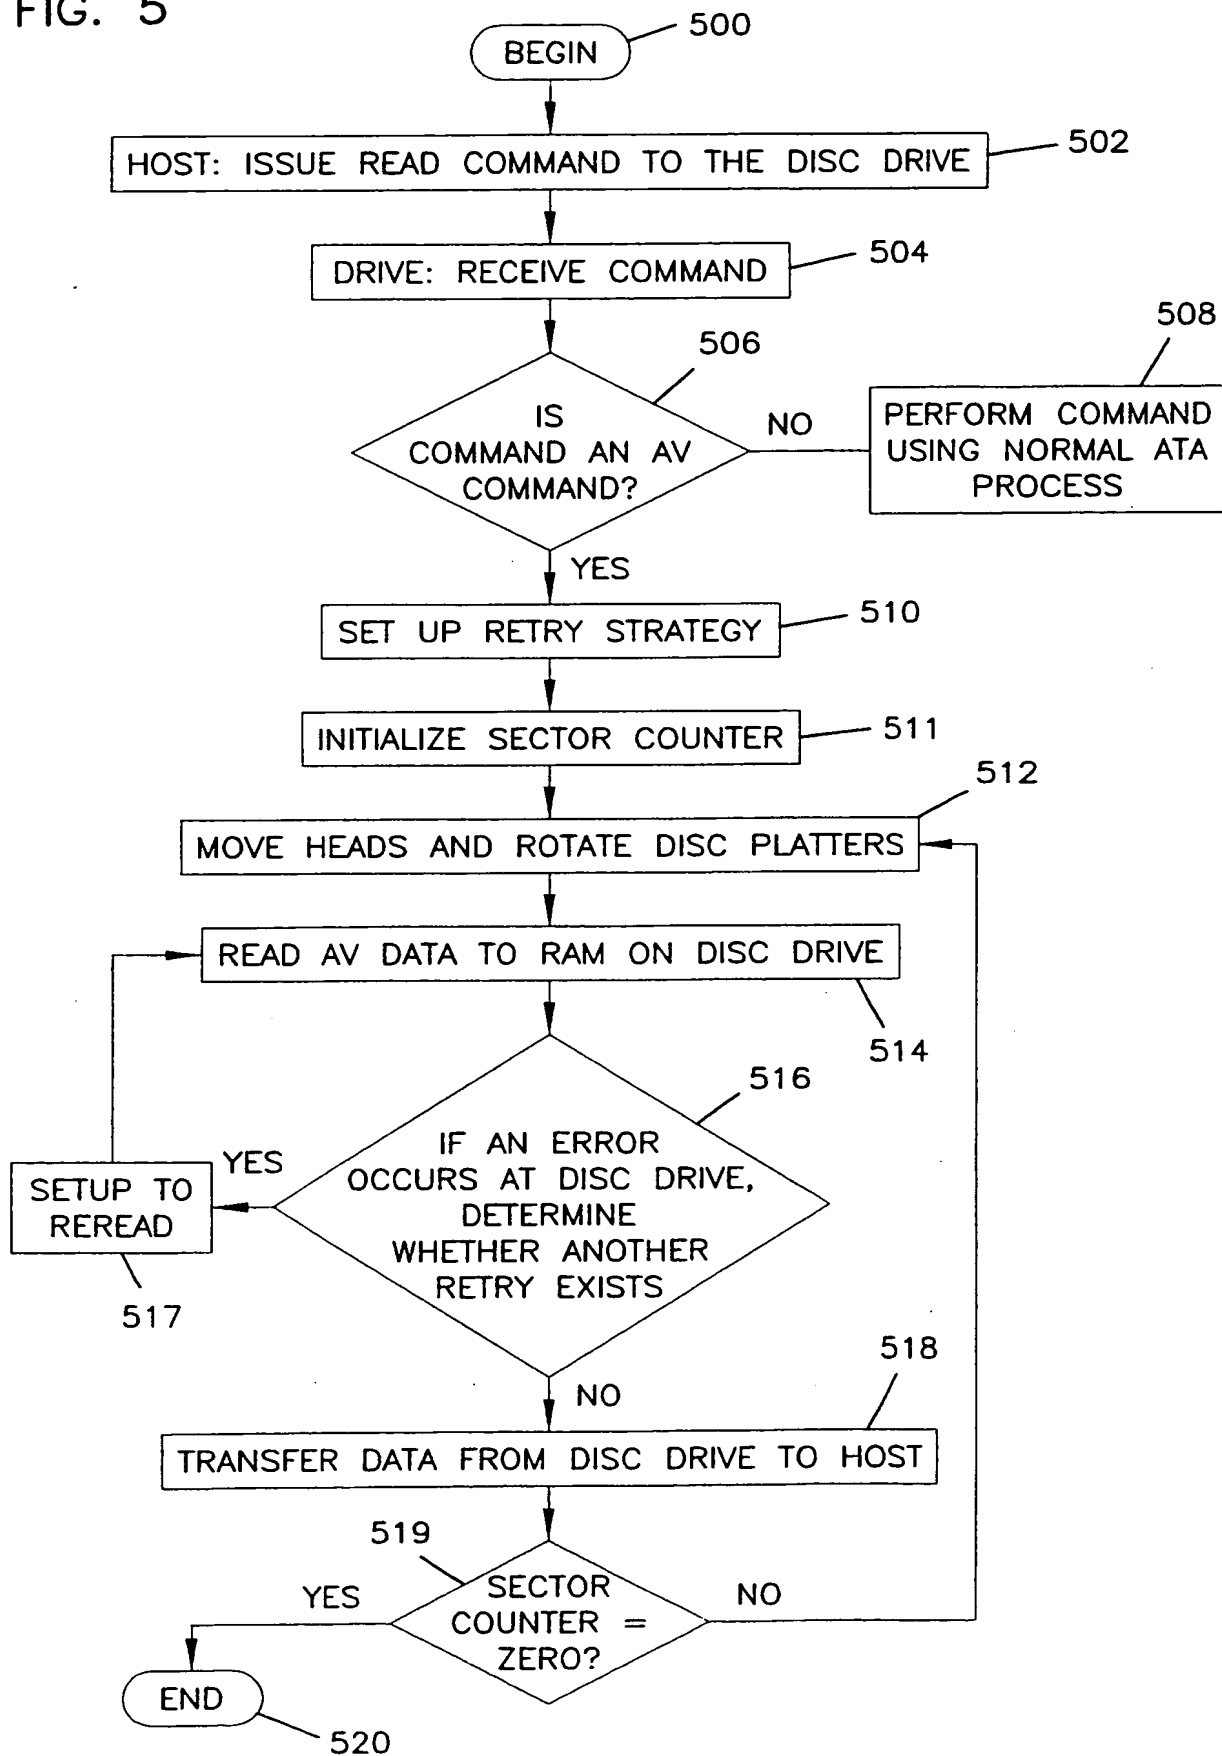 FIG. 5
BEGIN
500
HOST: ISSUE READ COMMAND TO THE DISC DRIVE
502
DRIVE: RECEIVE COMMAND
504
506
508
IS
COMMAND AN AV
COMMAND?
NO
PERFORM COMMAND
USING NORMAL ATA
PROCESS
YES
SET UP RETRY STRATEGY
510
INITIALIZE SECTOR COUNTER
511
512
MOVE HEADS AND ROTATE DISC PLATTERS
READ AV DATA TO RAM ON DISC DRIVE
514
516
IF AN ERROR
OCCURS AT DISC DRIVE,
DETERMINE
WHETHER ANOTHER
RETRY EXISTS
YES
SETUP TO
REREAD
517
NO
518
TRANSFER DATA FROM DISC DRIVE TO HOST
519
SECTOR
COUNTER =
ZERO?
YES
NO
END
520